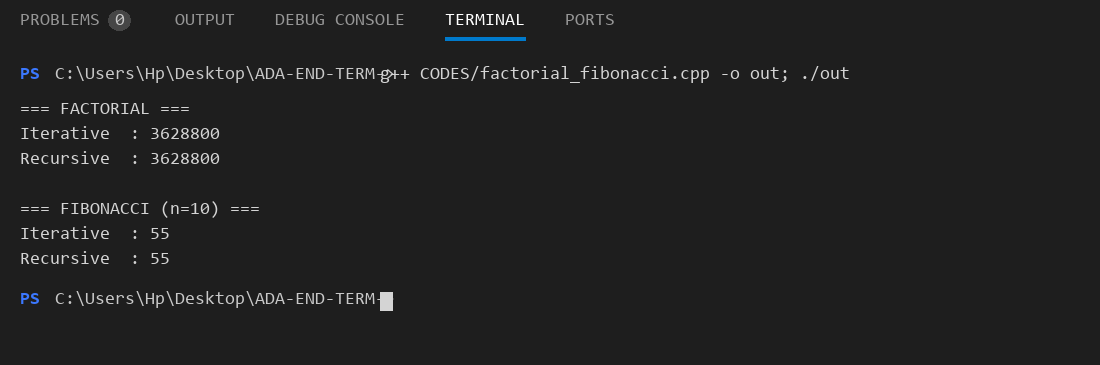 PROBLEMS 0 OUTPUT DEBUG CONSOLE TERMINAL PORTS
PS C:\Users\Hp\Desktop\ADA-END-TERM-> g++ CODES/factorial_fibonacci.cpp -o out; ./out
=== FACTORIAL ===
Iterative : 3628800
Recursive : 3628800
=== FIBONACCI (n=10) ===
Iterative : 55
Recursive : 55
PS C:\Users\Hp\Desktop\ADA-END-TERM-